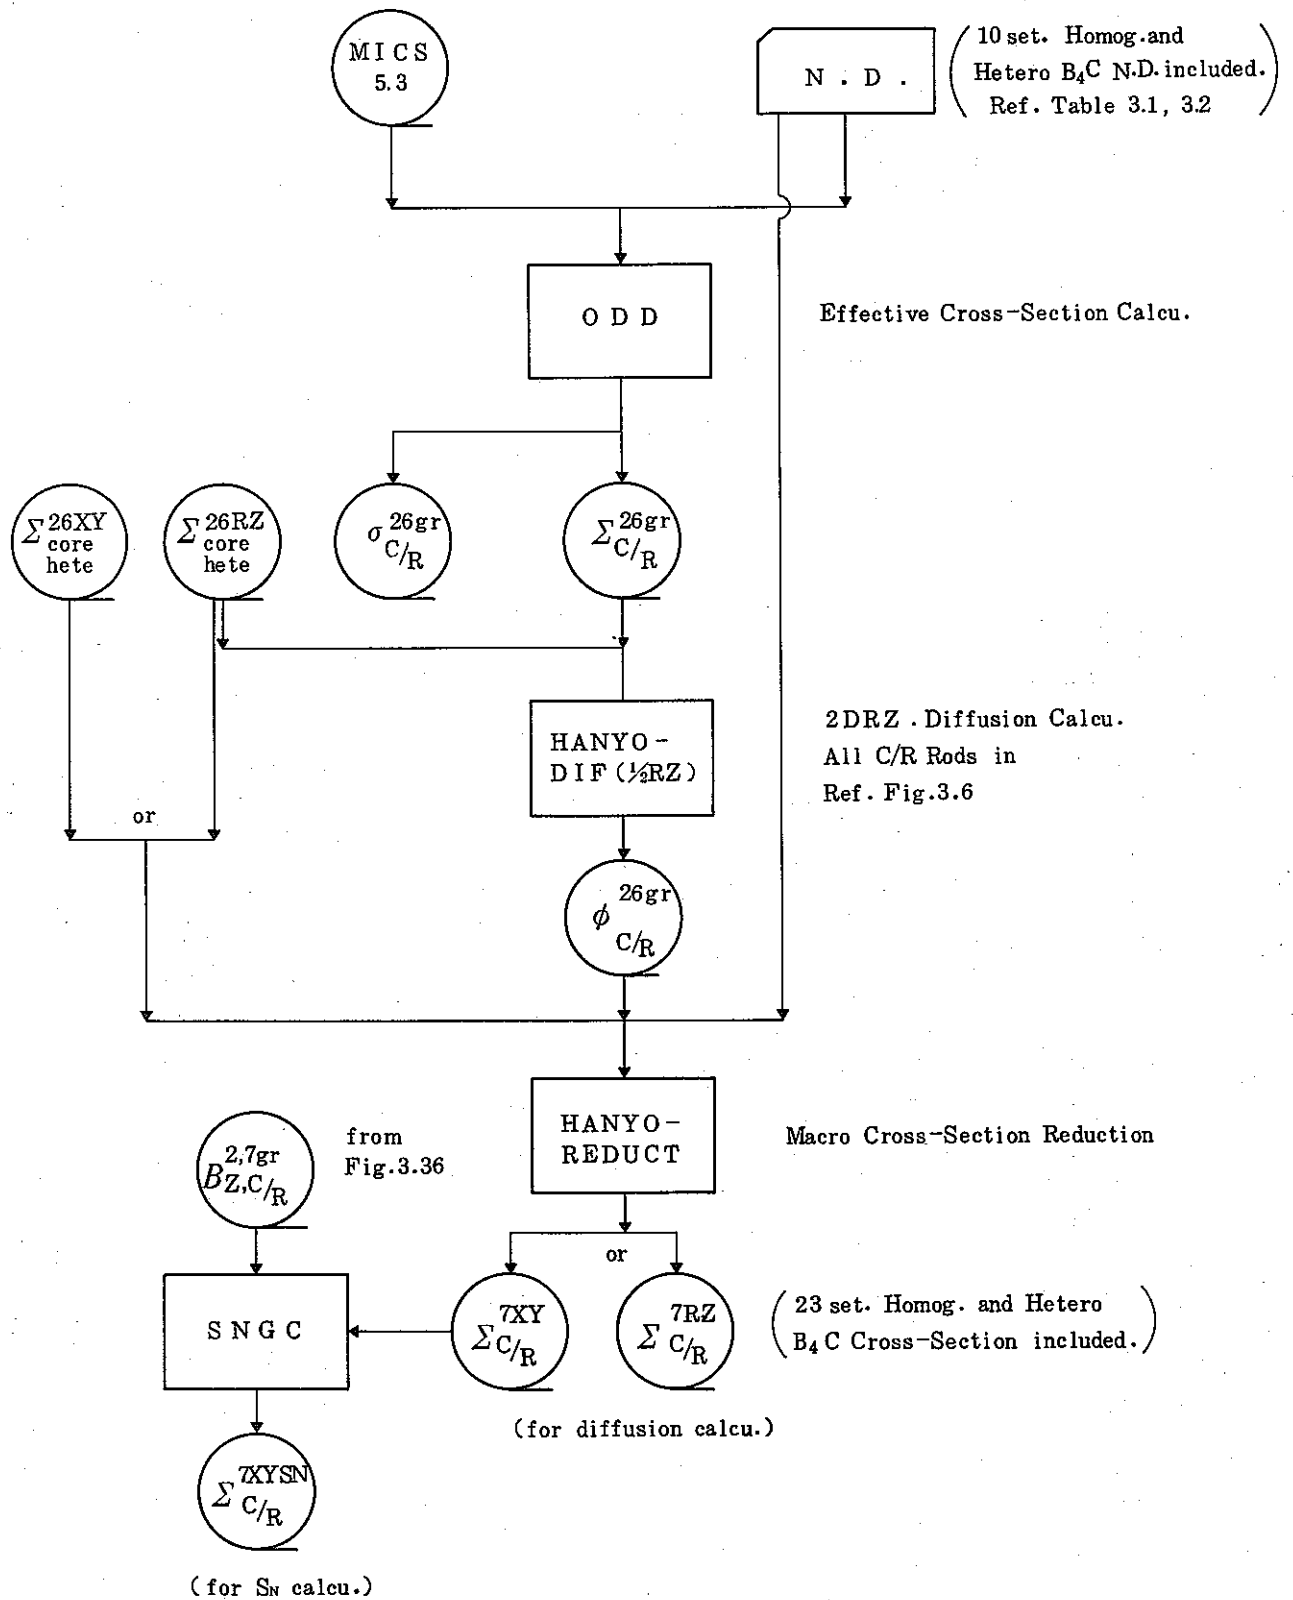 MICS
5.3
N . D .
10 set. Homog. and
Hetero B₄C N.D. included.
Ref. Table 3.1, 3.2
ODD
Effective Cross-Section Calcu.
Σ 26XY core hete
Σ 26RZ core hete
σ 26gr C/R
Σ 26gr C/R
HANYO-
DIF (½RZ)
2DRZ . Diffusion Calcu.
All C/R Rods in
Ref. Fig.3.6
or
φ 26gr C/R
HANYO-
REDUCT
Macro Cross-Section Reduction
B 2,7gr Z,C/R
from
Fig.3.36
or
SNGC
Σ 7XY C/R
Σ 7RZ C/R
23 set. Homog. and Hetero
B₄C Cross-Section included.
(for diffusion calcu.)
Σ 7XYSN C/R
(for SN calcu.)